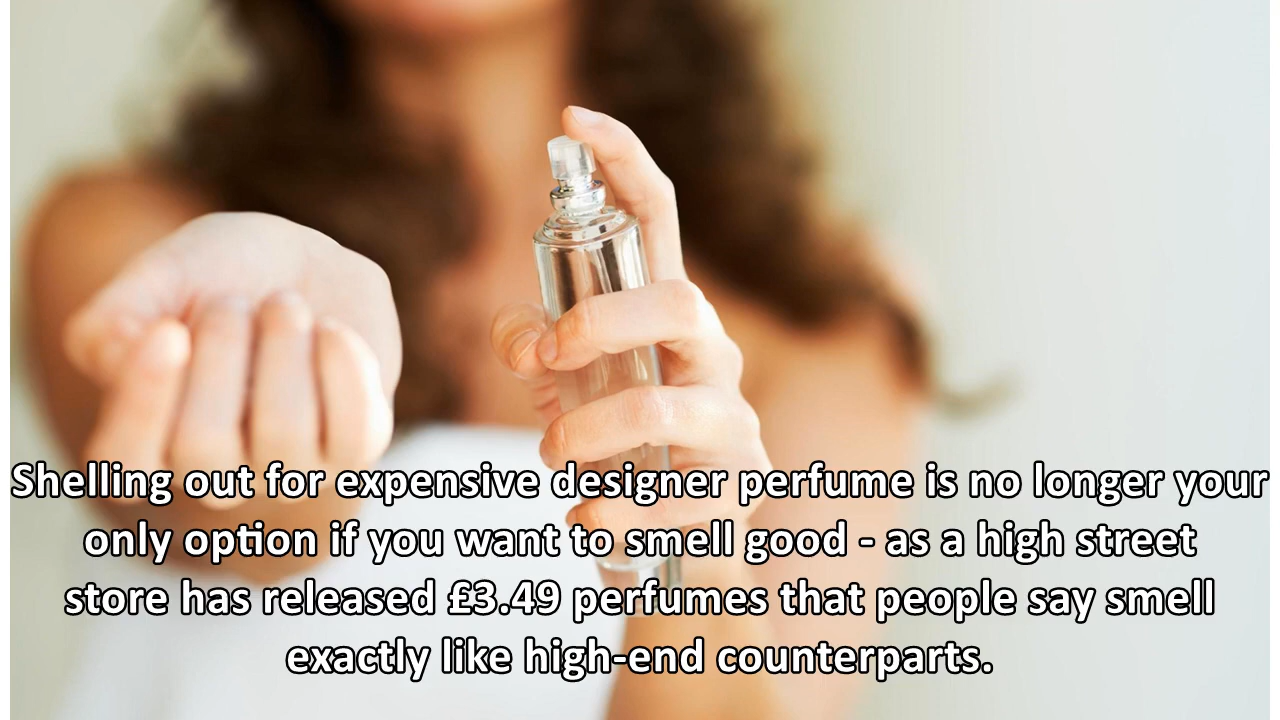 Shelling out for expensive designer perfume is no longer your
only option if you want to smell good - as a high street
store has released £3.49 perfumes that people say smell
exactly like high-end counterparts.